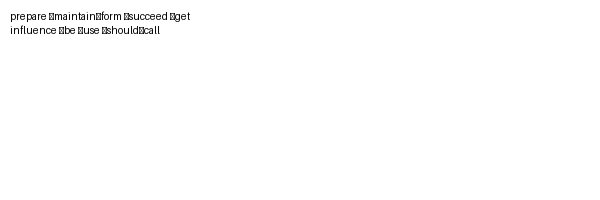 prepare maintain form succeed get
influence be use should call